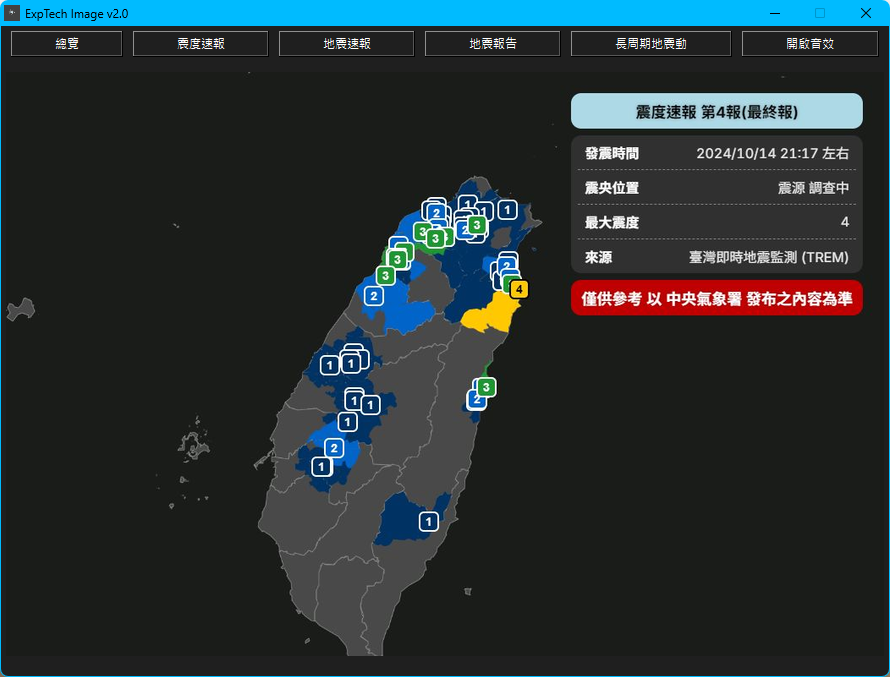 ExpTech Image v2.0
總覽
震度速報
地震速報
地震報告
長周期地震動
開啟音效
震度速報 第4報(最終報)
發震時間 2024/10/14 21:17 左右
震央位置 震源 調查中
最大震度 4
來源 臺灣即時地震監測 (TREM)
僅供參考 以 中央氣象署 發布之內容為準
2
1
1
1
3
2
3
3
3
3
2
2
4
1
1
3
2
1
1
1
2
1
1